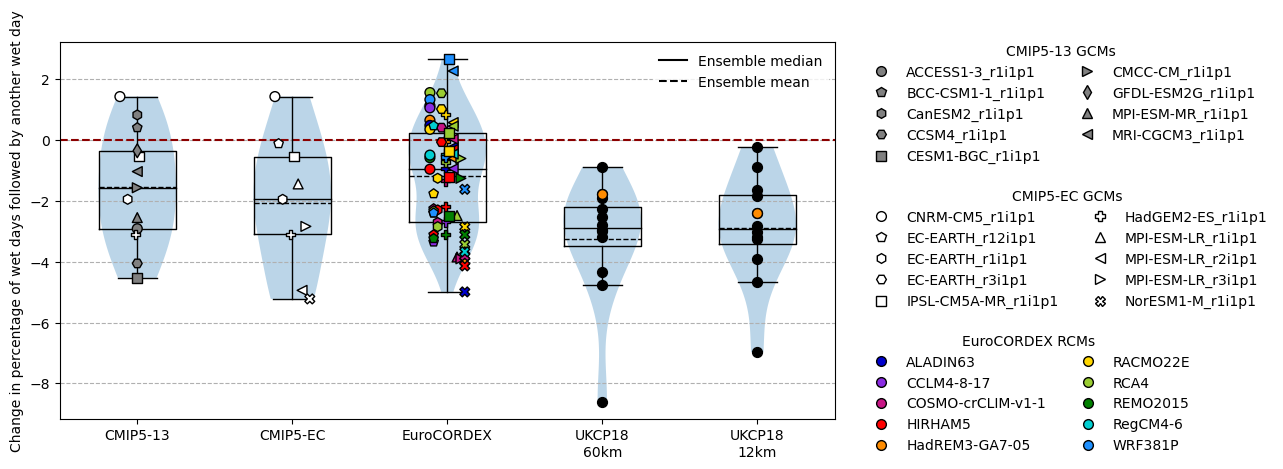 Change in percentage of wet days followed by another wet day
2
0
−2
−4
−6
−8
Ensemble median
Ensemble mean
CMIP5-13
CMIP5-EC
EuroCORDEX
UKCP18
60km
UKCP18
12km
CMIP5-13 GCMs
ACCESS1-3_r1i1p1
BCC-CSM1-1_r1i1p1
CanESM2_r1i1p1
CCSM4_r1i1p1
CESM1-BGC_r1i1p1
CMCC-CM_r1i1p1
GFDL-ESM2G_r1i1p1
MPI-ESM-MR_r1i1p1
MRI-CGCM3_r1i1p1
CMIP5-EC GCMs
CNRM-CM5_r1i1p1
EC-EARTH_r12i1p1
EC-EARTH_r1i1p1
EC-EARTH_r3i1p1
IPSL-CM5A-MR_r1i1p1
HadGEM2-ES_r1i1p1
MPI-ESM-LR_r1i1p1
MPI-ESM-LR_r2i1p1
MPI-ESM-LR_r3i1p1
NorESM1-M_r1i1p1
EuroCORDEX RCMs
ALADIN63
CCLM4-8-17
COSMO-crCLIM-v1-1
HIRHAM5
HadREM3-GA7-05
RACMO22E
RCA4
REMO2015
RegCM4-6
WRF381P